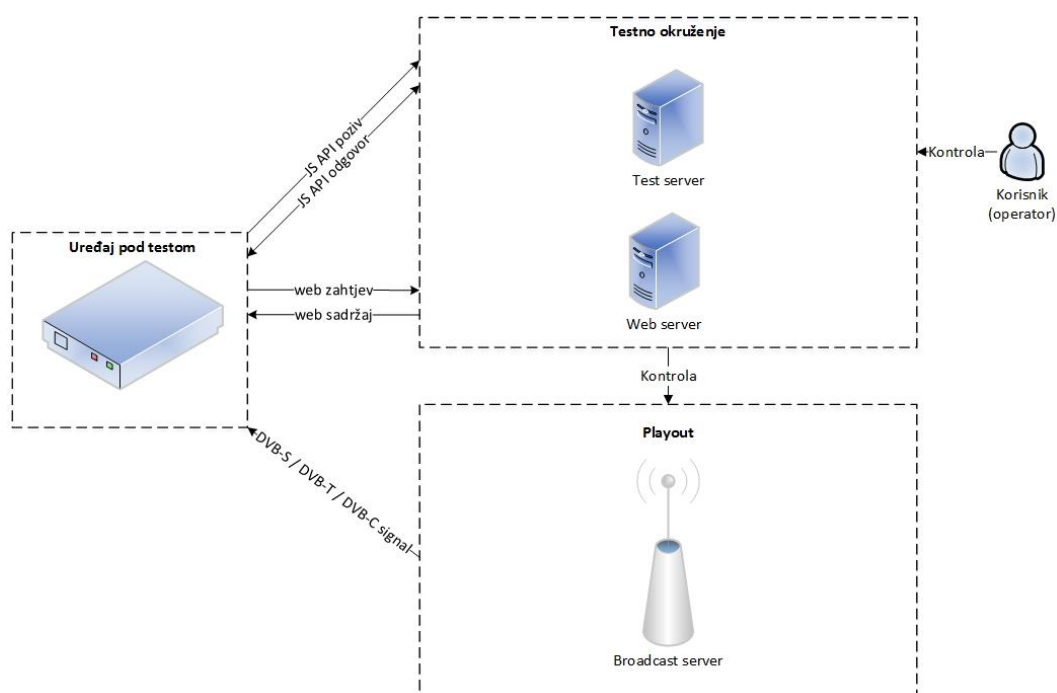 Testno okruženje
JS API poziv
JS API odgovor
Test server
Kontrola
Korisnik
(operator)
Uređaj pod testom
web zahtjev
web sadržaj
Web server
Kontrola
Playout
DVB-S / DVB-T / DVB-C signal
Broadcast server